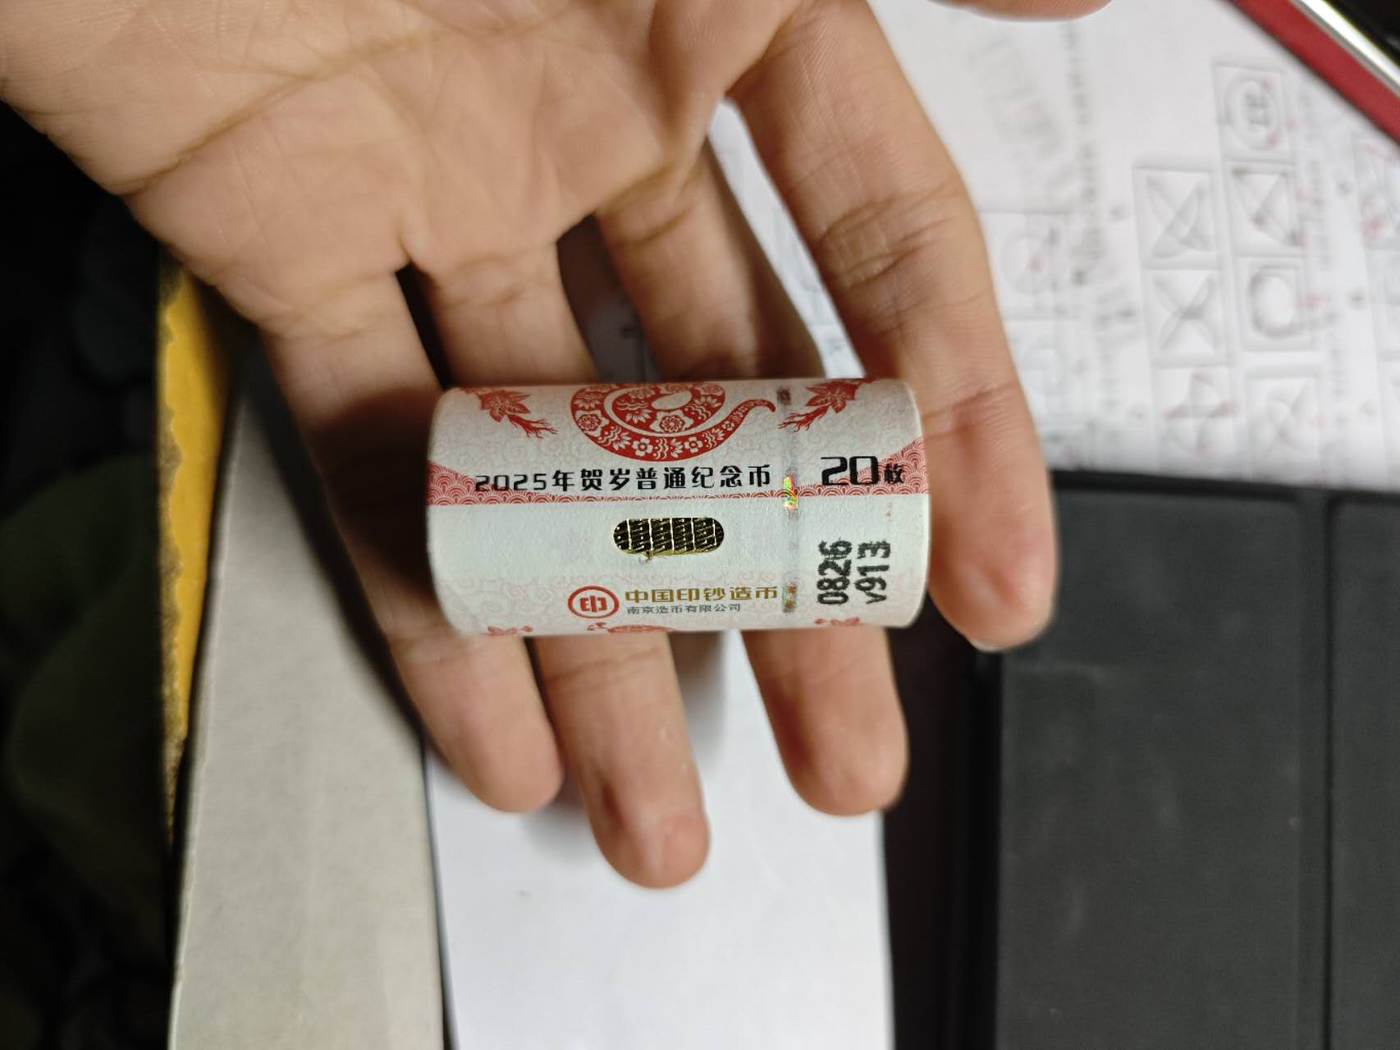 2025年贺岁普通纪念币
20枚
中国印钞造币
南京造币有限公司
0826
v913